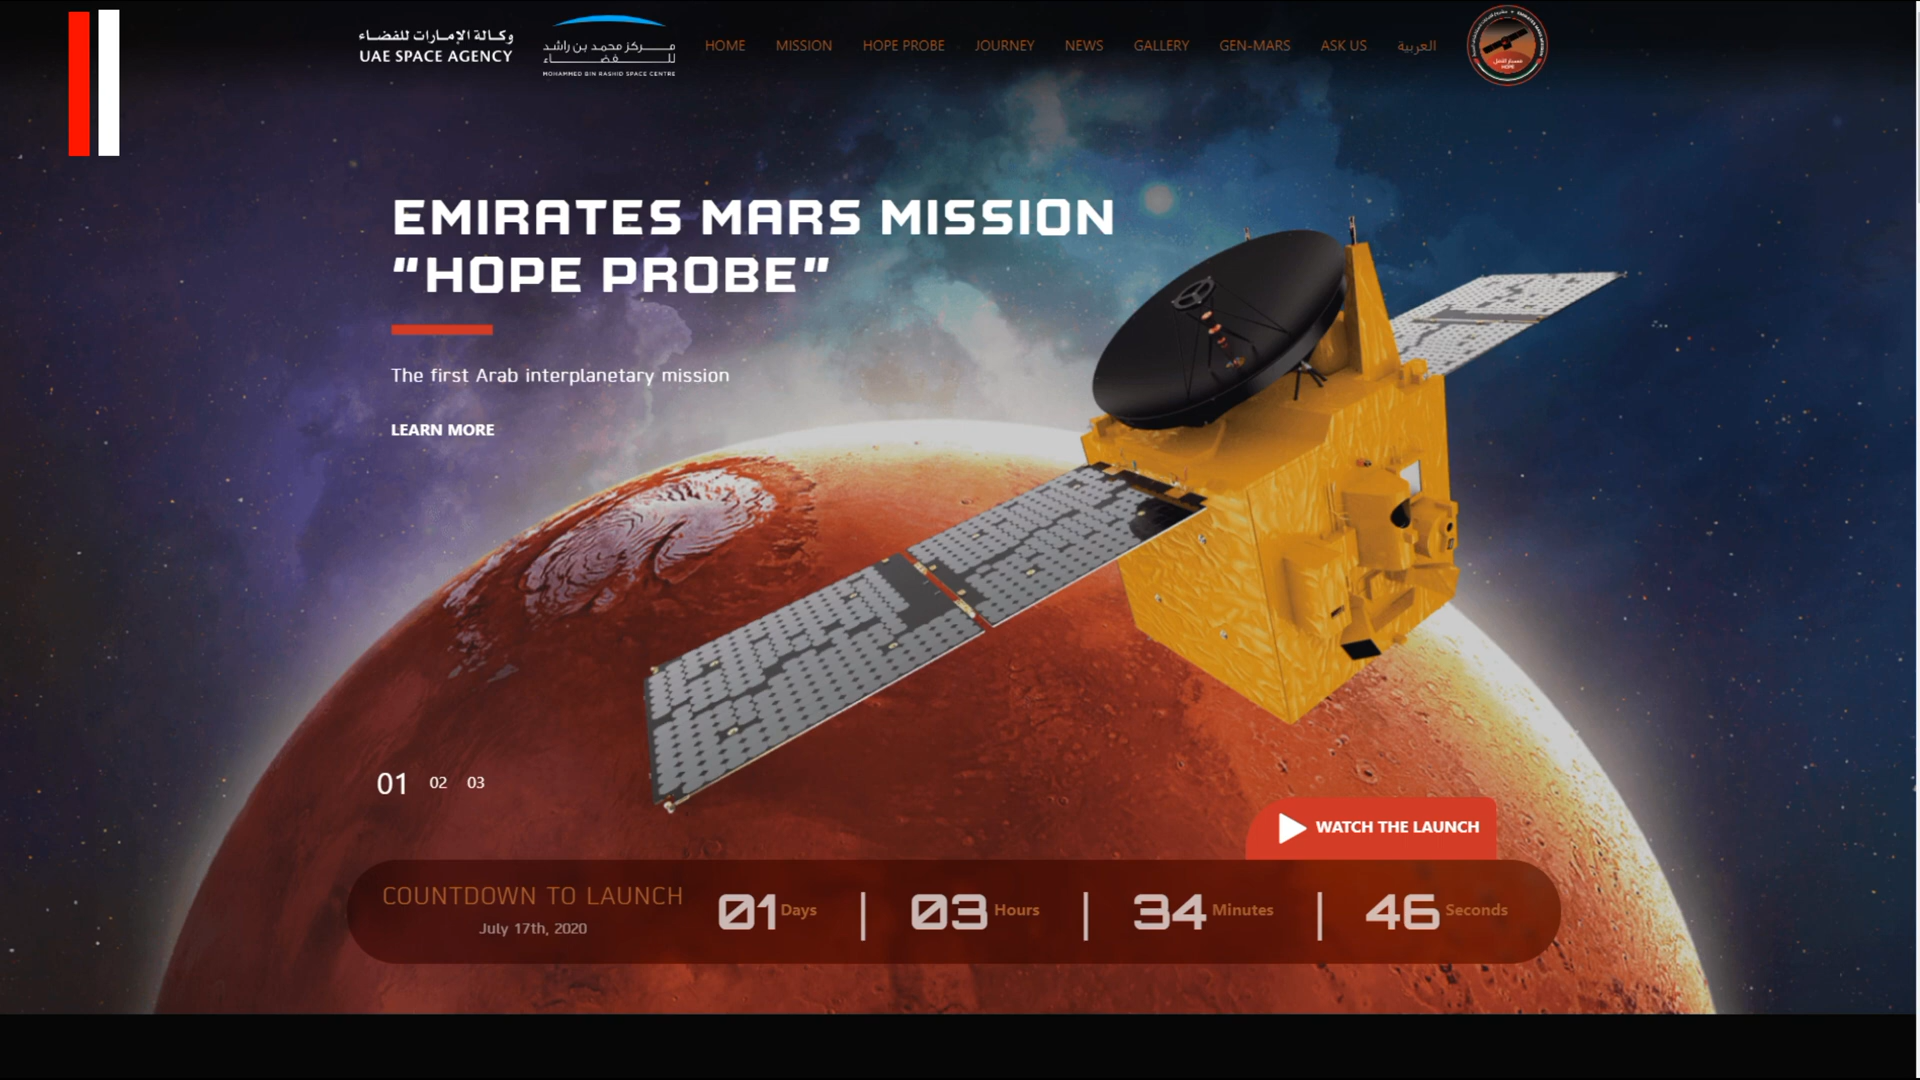 وكالة الإمارات للفضاء
UAE SPACE AGENCY
مركز محمد بن راشد
للفضاء
MOHAMMED BIN RASHID SPACE CENTRE
HOME
MISSION
HOPE PROBE
JOURNEY
NEWS
GALLERY
GEN-MARS
ASK US
العربية
مسبار الأمل
HOPE
EMIRATES MARS MISSION
"HOPE PROBE"
The first Arab interplanetary mission
LEARN MORE
01 02 03
WATCH THE LAUNCH
COUNTDOWN TO LAUNCH
July 17th, 2020
01 Days | 03 Hours | 34 Minutes | 46 Seconds